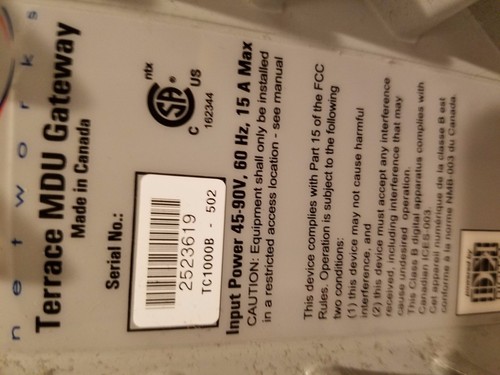 networks
Terrace MDU Gateway
Made in Canada
ntx
SA
C US
162344
Serial No.:
2523619
TC1000B - 502
Input Power 45-90V, 60 Hz, 15 A Max
CAUTION: Equipment shall only be installed
in a restricted access location - see manual
This device complies with Part 15 of the FCC
Rules. Operation is subject to the following
two conditions:
(1) this device may not cause harmful
interference, and
(2) this device must accept any interference
received, including interference that may
cause undesired operation.
This Class B digital apparatus complies with
Canadian ICES-003.
Cet appareil numérique de la classe B est
conforme à la norme NMB-003 du Canada.